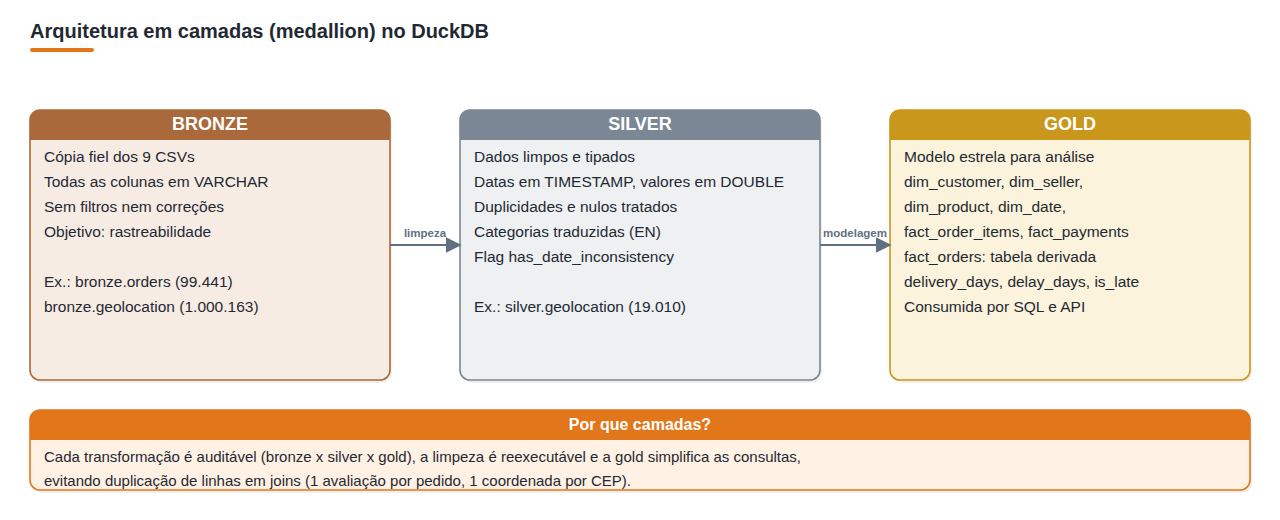 Arquitetura em camadas (medallion) no DuckDB
BRONZE
Cópia fiel dos 9 CSVs
Todas as colunas em VARCHAR
Sem filtros nem correções
Objetivo: rastreabilidade
Ex.: bronze.orders (99.441)
bronze.geolocation (1.000.163)
limpeza
SILVER
Dados limpos e tipados
Datas em TIMESTAMP, valores em DOUBLE
Duplicidades e nulos tratados
Categorias traduzidas (EN)
Flag has_date_inconsistency
Ex.: silver.geolocation (19.010)
modelagem
GOLD
Modelo estrela para análise
dim_customer, dim_seller,
dim_product, dim_date,
fact_order_items, fact_payments
fact_orders: tabela derivada
delivery_days, delay_days, is_late
Consumida por SQL e API
Por que camadas?
Cada transformação é auditável (bronze x silver x gold), a limpeza é reexecutável e a gold simplifica as consultas,
evitando duplicação de linhas em joins (1 avaliação por pedido, 1 coordenada por CEP).